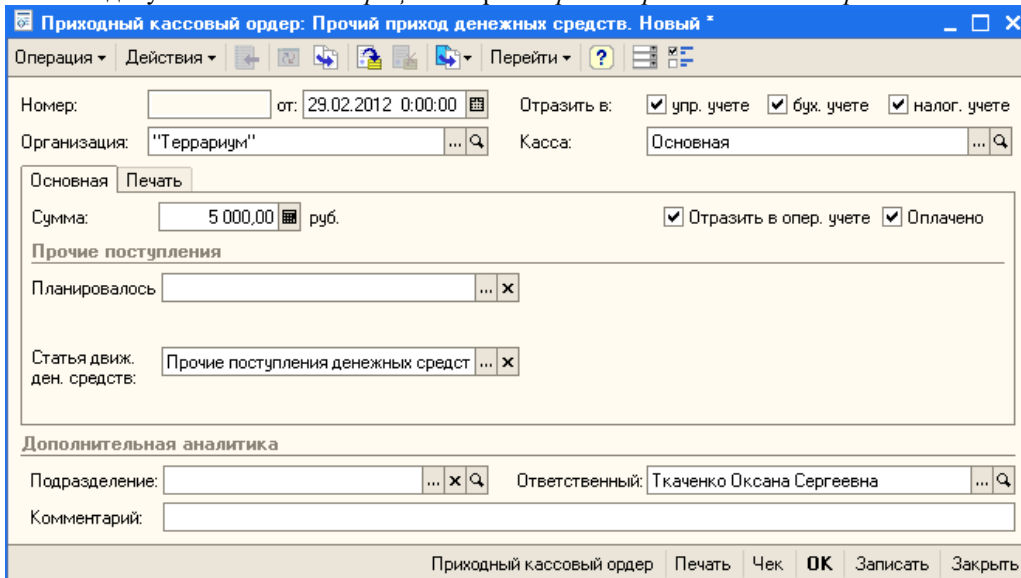 Приходный кассовый ордер: Прочий приход денежных средств. Новый *
Операция Действия Перейти ?
Номер: от: 29.02.2012 0:00:00 Отразить в: упр. учете бух. учете налог. учете
Организация: "Террариум" ... Касса: Основная ...
Основная Печать
Сумма: 5 000,00 руб. Отразить в опер. учете Оплачено
Прочие поступления
Планировалось ... x
Статья движ. Прочие поступления денежных средст ... x
ден. средств:
Дополнительная аналитика
Подразделение: ... x Ответственный: Ткаченко Оксана Сергеевна ...
Комментарий:
Приходный кассовый ордер Печать Чек OK Записать Закрыть